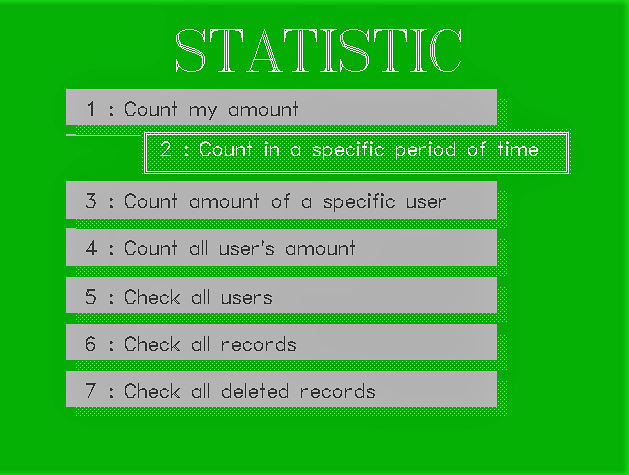 STATISTIC
1 : Count my amount
2 : Count in a specific period of time
3 : Count amount of a specific user
4 : Count all user's amount
5 : Check all users
6 : Check all records
7 : Check all deleted records